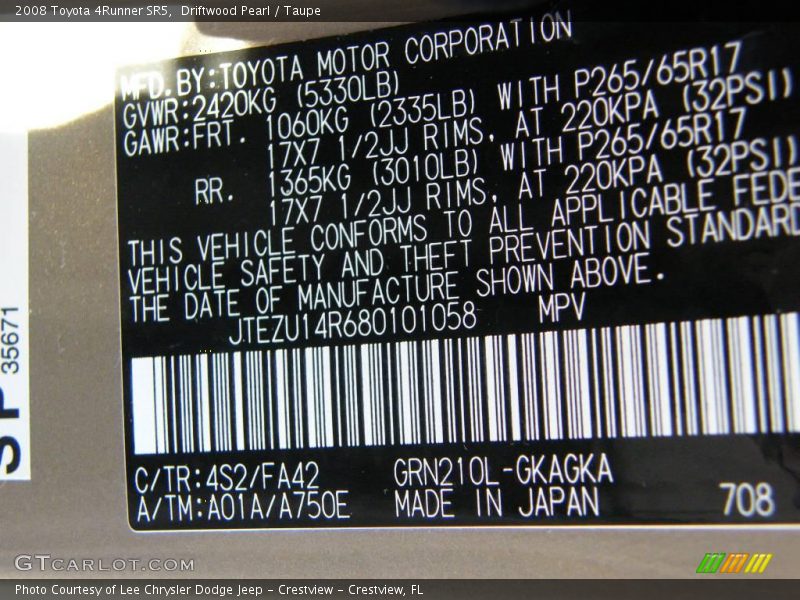 2008 Toyota 4Runner SR5,  Driftwood Pearl / Taupe
MFD.BY:TOYOTA MOTOR CORPORATION
GVWR:2420KG (5330LB)
GAWR:FRT. 1060KG (2335LB) WITH P265/65R17
17X7 1/2JJ RIMS, AT 220KPA (32PSI)
RR. 1365KG (3010LB) WITH P265/65R17
17X7 1/2JJ RIMS, AT 220KPA (32PSI)
THIS VEHICLE CONFORMS TO ALL APPLICABLE FEDE
VEHICLE SAFETY AND THEFT PREVENTION STANDARD
THE DATE OF MANUFACTURE SHOWN ABOVE.
JTEZU14R680101058 MPV
C/TR:4S2/FA42 GRN210L-GKAGKA
A/TM:A01A/A750E MADE IN JAPAN 708
35671
GTCARLOT.COM
Photo Courtesy of Lee Chrysler Dodge Jeep – Crestview – Crestview, FL